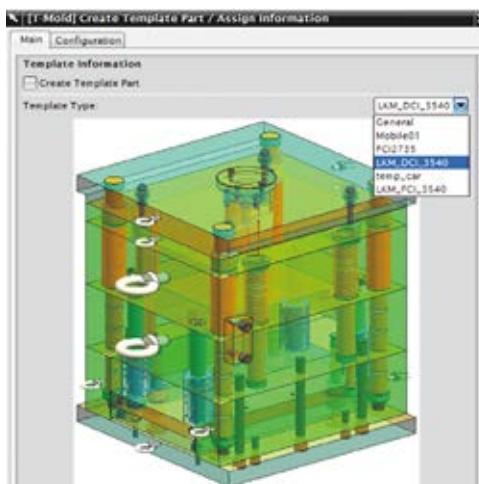 [T-Mold] Create Template Part / Assign Information
Main Configuration
Template Information
Create Template Part
Template Type: LKM_DCI_3540
General
Mobile01
FCI2735
LKM_DCI_3540
temp_car
LKM_FCI_3540